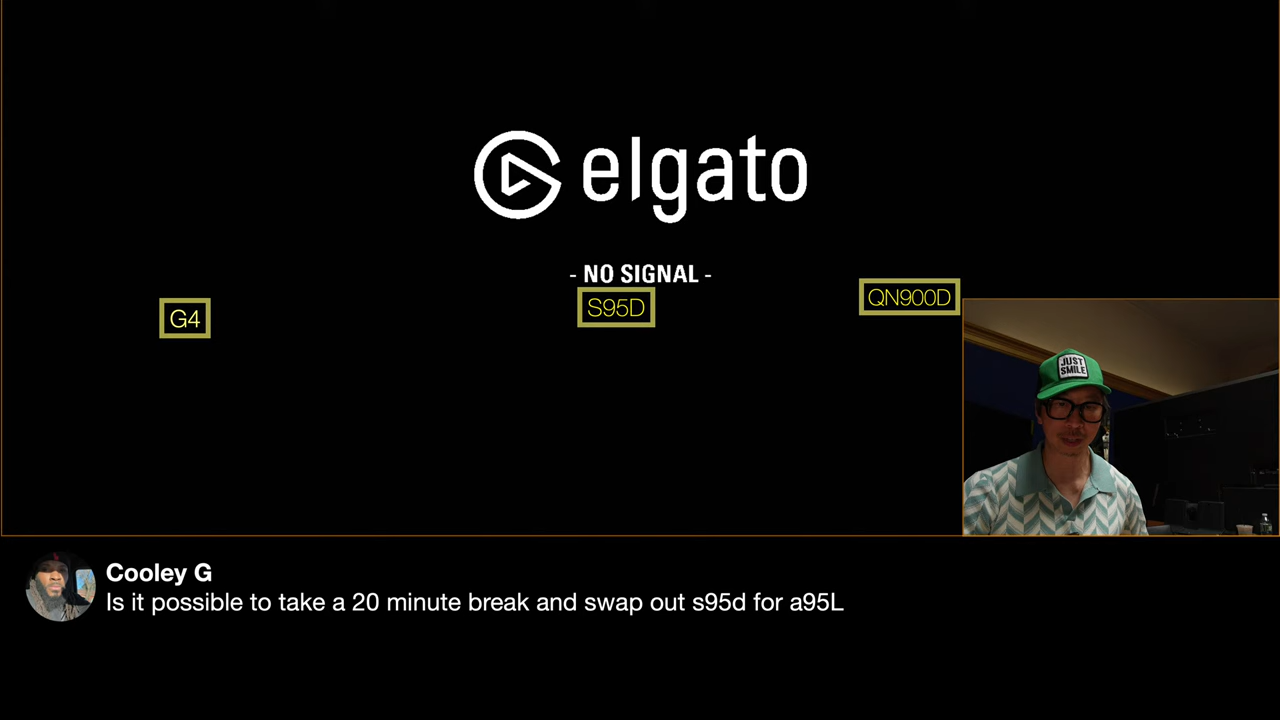 elgato
- NO SIGNAL -
G4
S95D
QN900D
JUST
SMILE
Cooley G
Is it possible to take a 20 minute break and swap out s95d for a95L